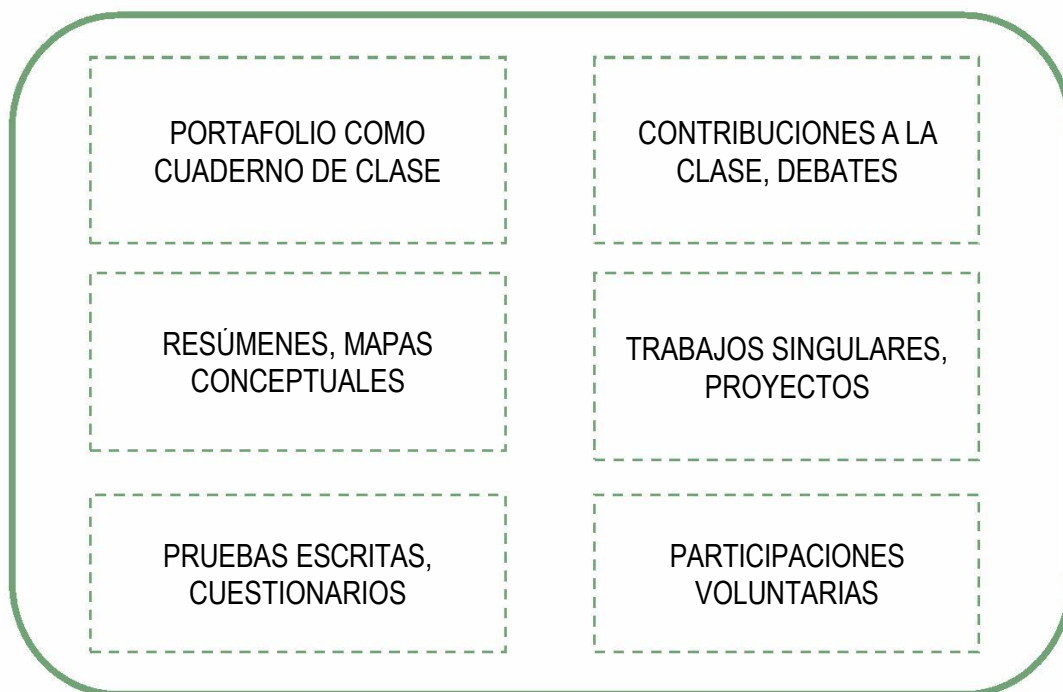 PORTAFOLIO COMO
CUADERNO DE CLASE
CONTRIBUCIONES A LA
CLASE, DEBATES
RESÚMENES, MAPAS
CONCEPTUALES
TRABAJOS SINGULARES,
PROYECTOS
PRUEBAS ESCRITAS,
CUESTIONARIOS
PARTICIPACIONES
VOLUNTARIAS